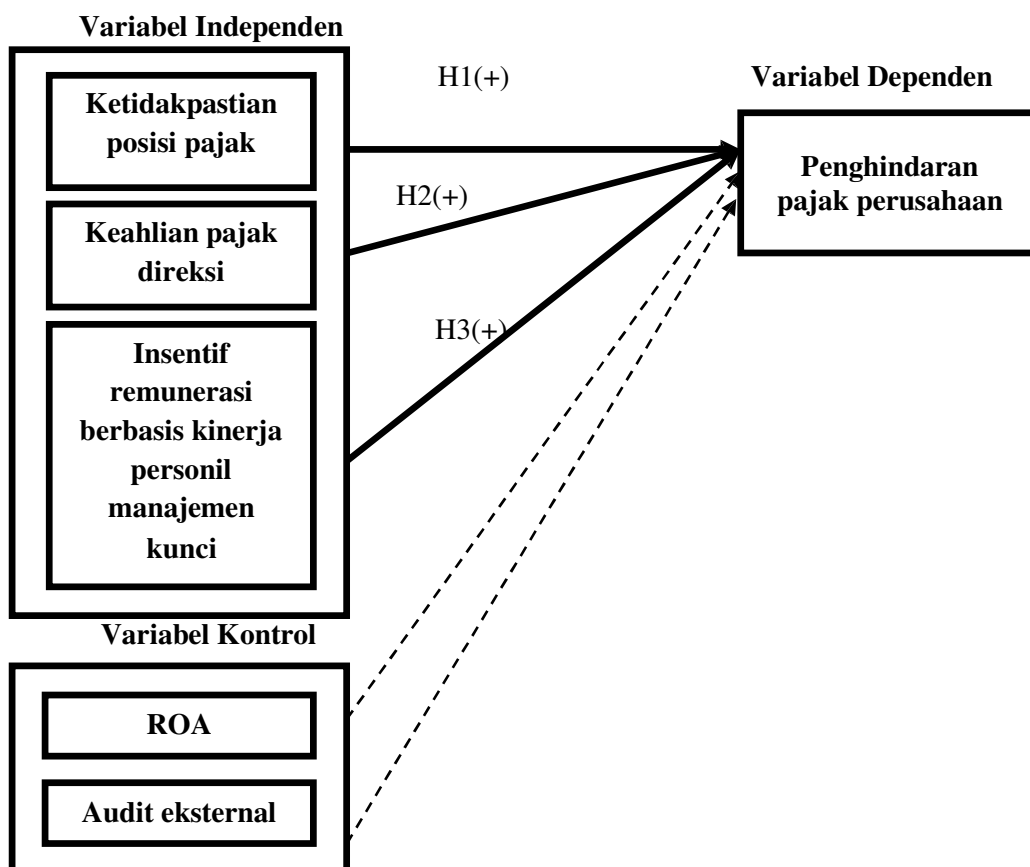 Variabel Independen
Ketidakpastian
posisi pajak
Keahlian pajak
direksi
Insentif
remunerasi
berbasis kinerja
personil
manajemen
kunci
Variabel Kontrol
ROA
Audit eksternal
H1(+)
H2(+)
H3(+)
Variabel Dependen
Penghindaran
pajak perusahaan